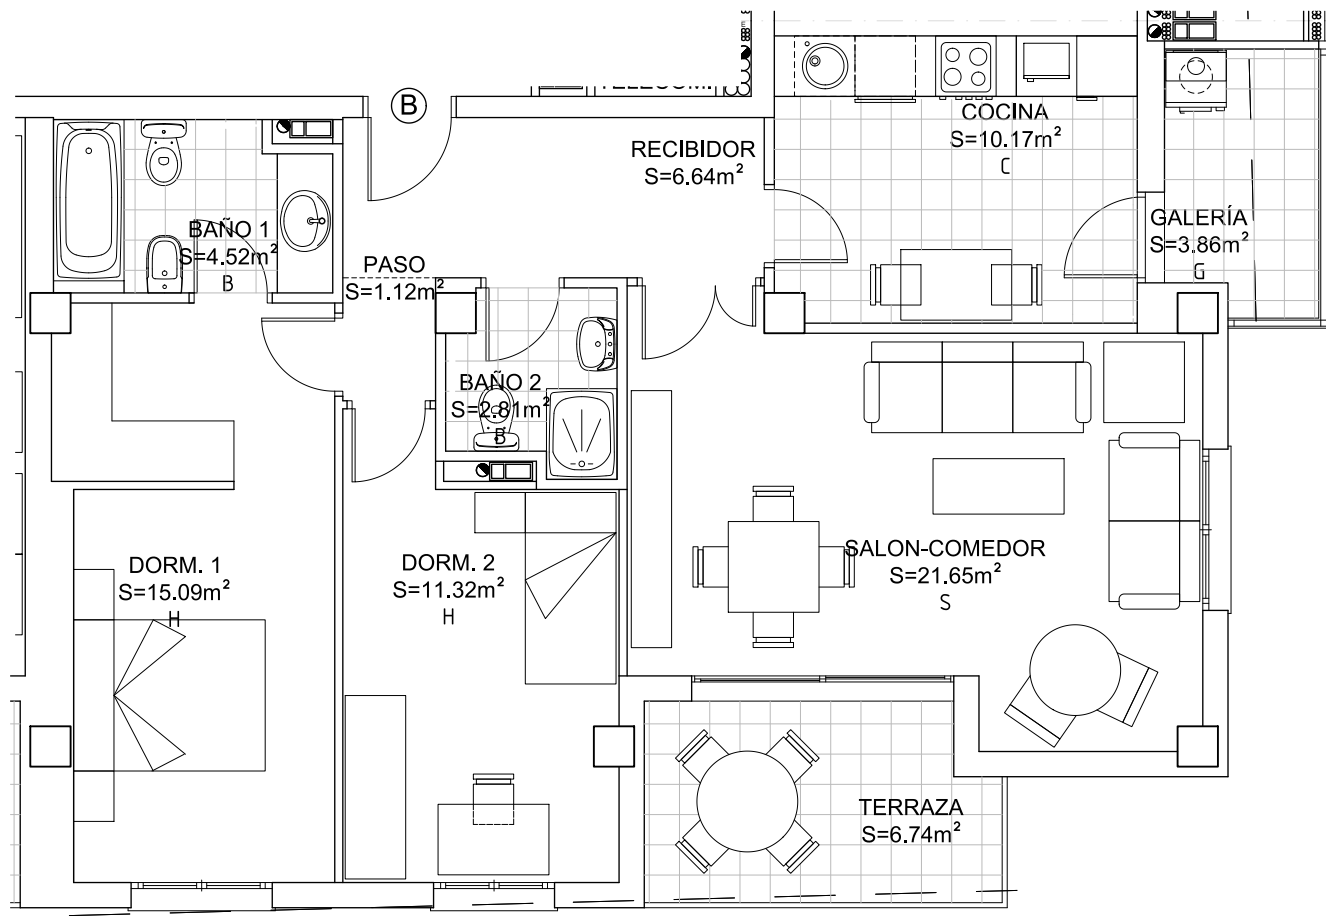 TELECOM.
B
COCINA
S=10.17m²
C
RECIBIDOR
S=6.64m²
GALERÍA
S=3.86m²
G
BAÑO 1
S=4.52m²
B
PASO
S=1.12m²
BAÑO 2
S=2.81m²
B
DORM. 1
S=15.09m²
H
DORM. 2
S=11.32m²
H
SALON-COMEDOR
S=21.65m²
S
TERRAZA
S=6.74m²